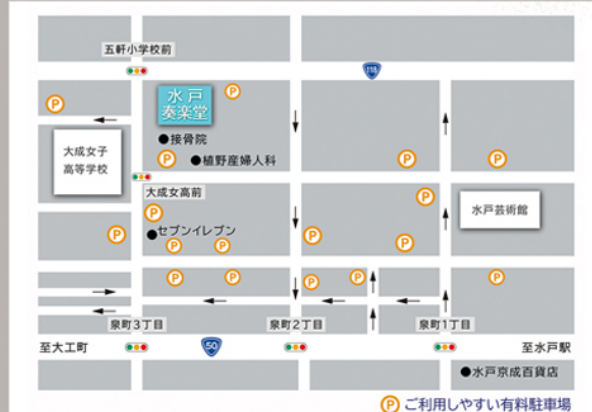 五軒小学校前
118
P
水戸
奏楽堂
P
P
接骨院
大成女子
高等学校
P
植野産婦人科
P
P
大成女高前
P
P
水戸芸術館
P
セブンイレブン
P
P
P
P
P
P
P
P
P
泉町3丁目
泉町2丁目
泉町1丁目
至大工町
50
至水戸駅
水戸京成百貨店
P ご利用しやすい有料駐車場